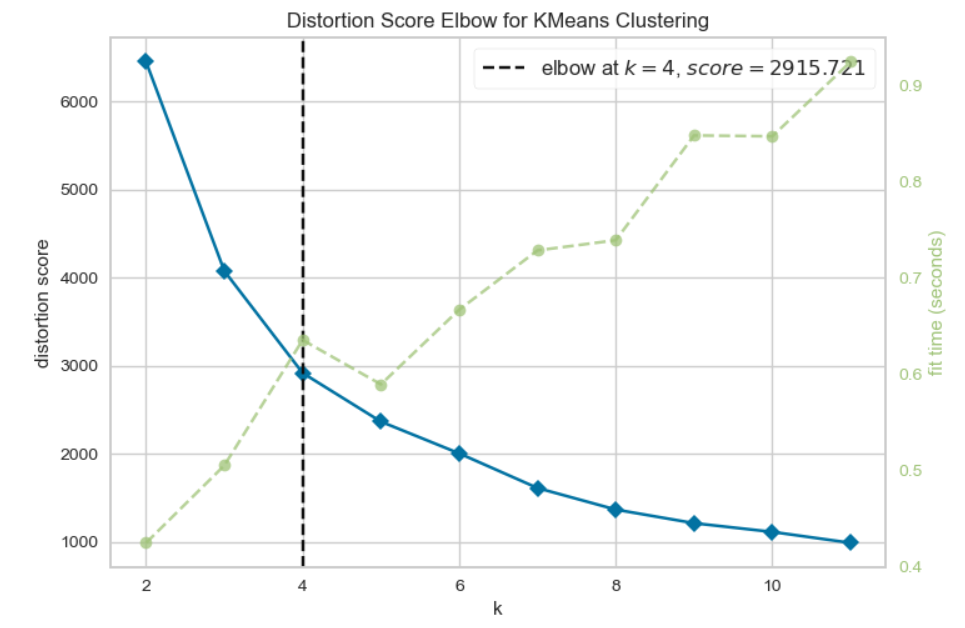 Distortion Score Elbow for KMeans Clustering
elbow at k = 4, score = 2915.721
distortion score
6000
5000
4000
3000
2000
1000
0.9
0.8
0.7
0.6
0.5
0.4
fit time (seconds)
2 4 6 8 10
k